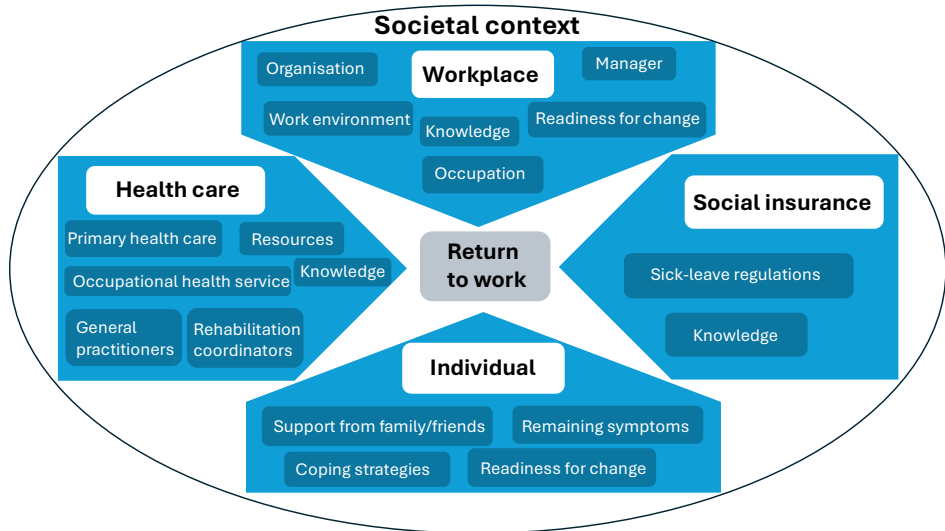 Societal context
Workplace
Organisation
Manager
Work environment
Knowledge
Readiness for change
Occupation
Health care
Primary health care
Resources
Occupational health service
Knowledge
General
practitioners
Rehabilitation
coordinators
Return
to work
Social insurance
Sick-leave regulations
Knowledge
Individual
Support from family/friends
Remaining symptoms
Coping strategies
Readiness for change